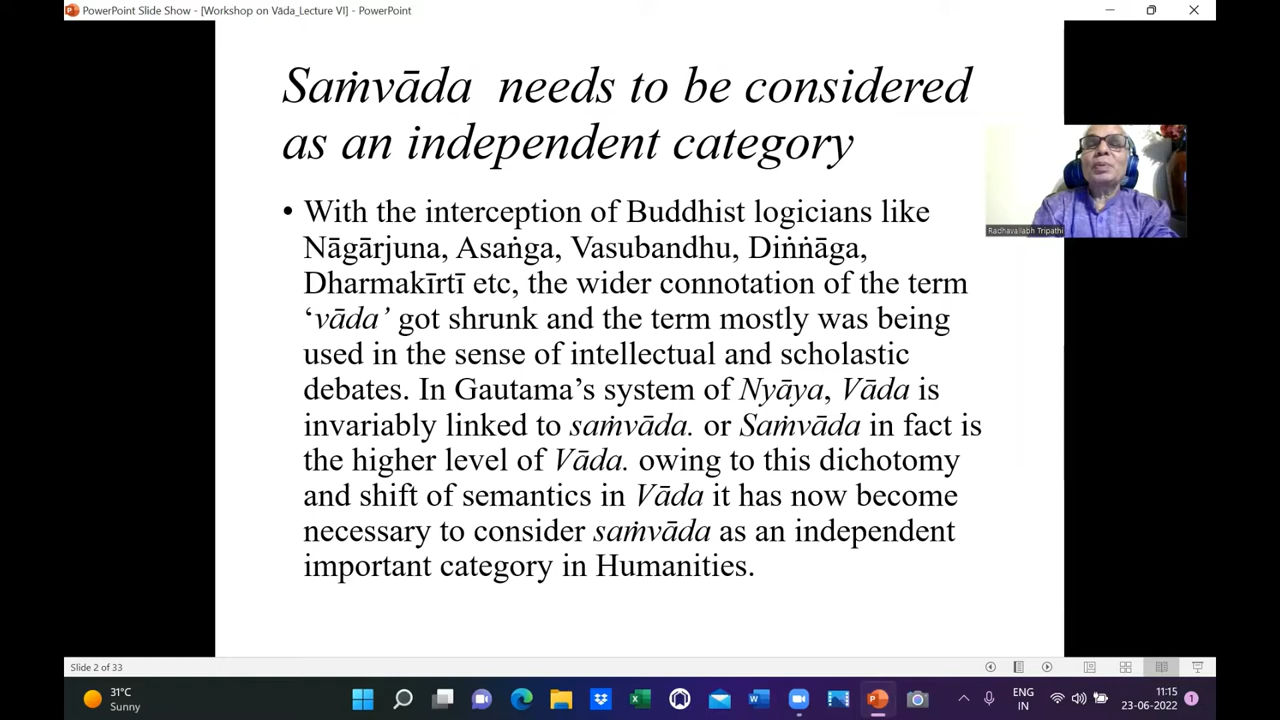 PowerPoint Slide Show - [Workshop on Vāda_Lecture VI] - PowerPoint
Saṁvāda needs to be considered
as an independent category
• With the interception of Buddhist logicians like
Nāgārjuna, Asaṅga, Vasubandhu, Diṅṅāga,
Dharmakīrtī etc, the wider connotation of the term
‘vāda’ got shrunk and the term mostly was being
used in the sense of intellectual and scholastic
debates. In Gautama’s system of Nyāya, Vāda is
invariably linked to saṁvāda. or Saṁvāda in fact is
the higher level of Vāda. owing to this dichotomy
and shift of semantics in Vāda it has now become
necessary to consider saṁvāda as an independent
important category in Humanities.
Radhavallabh Tripathi
Slide 2 of 33
31°C
Sunny
ENG
IN
11:15
23-06-2022
1